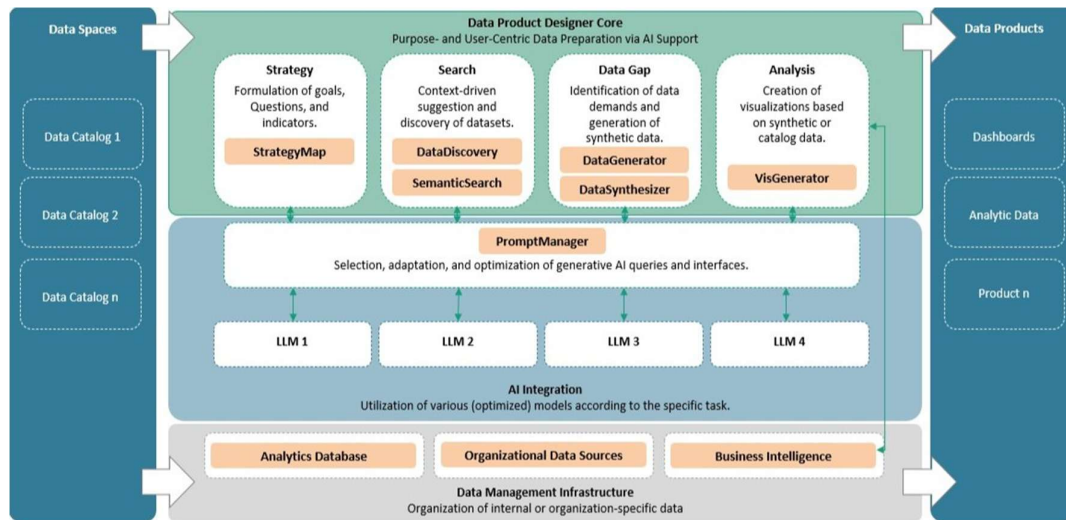 Data Spaces
Data Catalog 1
Data Catalog 2
Data Catalog n
Data Product Designer Core
Purpose- and User-Centric Data Preparation via AI Support
Strategy
Formulation of goals,
Questions, and
indicators.
StrategyMap
Search
Context-driven
suggestion and
discovery of datasets.
DataDiscovery
SemanticSearch
Data Gap
Identification of data
demands and
generation of
synthetic data.
DataGenerator
DataSynthesizer
Analysis
Creation of
visualizations based
on synthetic or
catalog data.
VisGenerator
PromptManager
Selection, adaptation, and optimization of generative AI queries and interfaces.
LLM 1
LLM 2
LLM 3
LLM 4
AI Integration
Utilization of various (optimized) models according to the specific task.
Analytics Database
Organizational Data Sources
Business Intelligence
Data Management Infrastructure
Organization of internal or organization-specific data
Data Products
Dashboards
Analytic Data
Product n